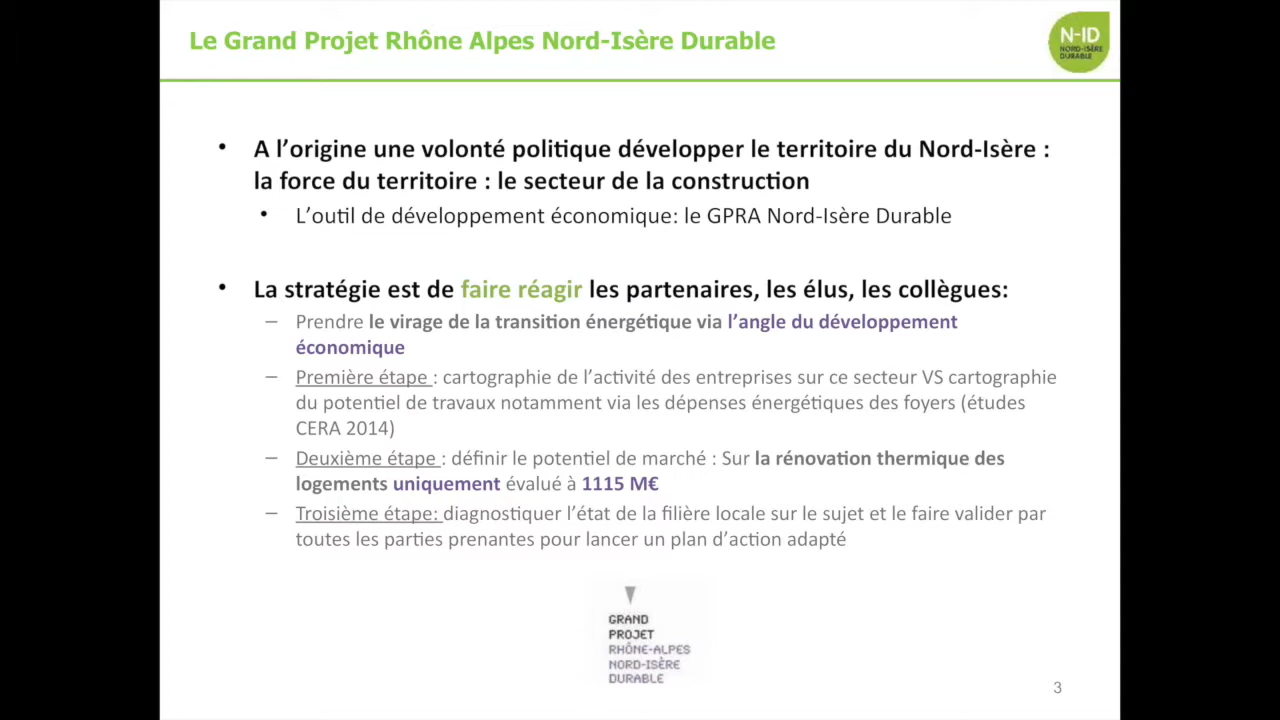 Le Grand Projet Rhône Alpes Nord-Isère Durable
N-ID
NORD-ISÈRE
DURABLE
• A l’origine une volonté politique développer le territoire du Nord-Isère :
la force du territoire : le secteur de la construction
• L’outil de développement économique: le GPRA Nord-Isère Durable
• La stratégie est de faire réagir les partenaires, les élus, les collègues:
– Prendre le virage de la transition énergétique via l’angle du développement
économique
– Première étape : cartographie de l’activité des entreprises sur ce secteur VS cartographie
du potentiel de travaux notamment via les dépenses énergétiques des foyers (études
CERA 2014)
– Deuxième étape : définir le potentiel de marché : Sur la rénovation thermique des
logements uniquement évalué à 1115 M€
– Troisième étape: diagnostiquer l’état de la filière locale sur le sujet et le faire valider par
toutes les parties prenantes pour lancer un plan d’action adapté
GRAND
PROJET
RHÔNE-ALPES
NORD-ISÈRE
DURABLE
3